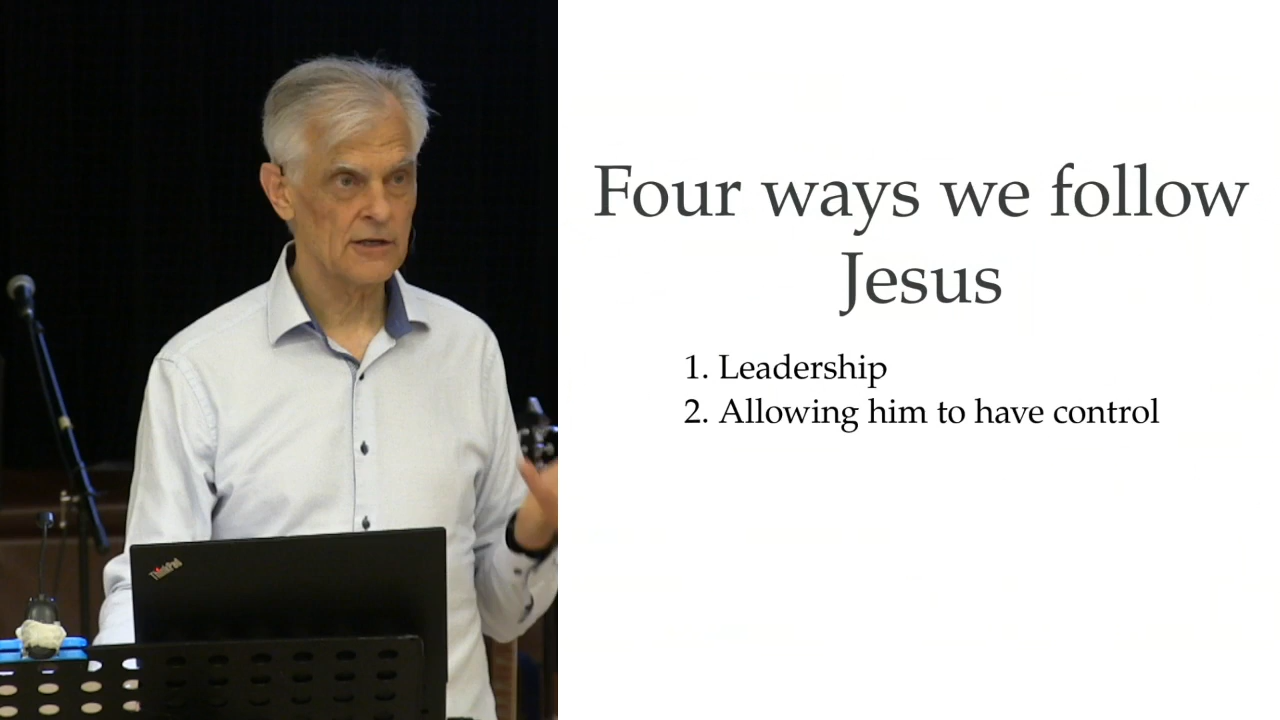 Four ways we follow
Jesus
1. Leadership
2. Allowing him to have control
ThinkPad